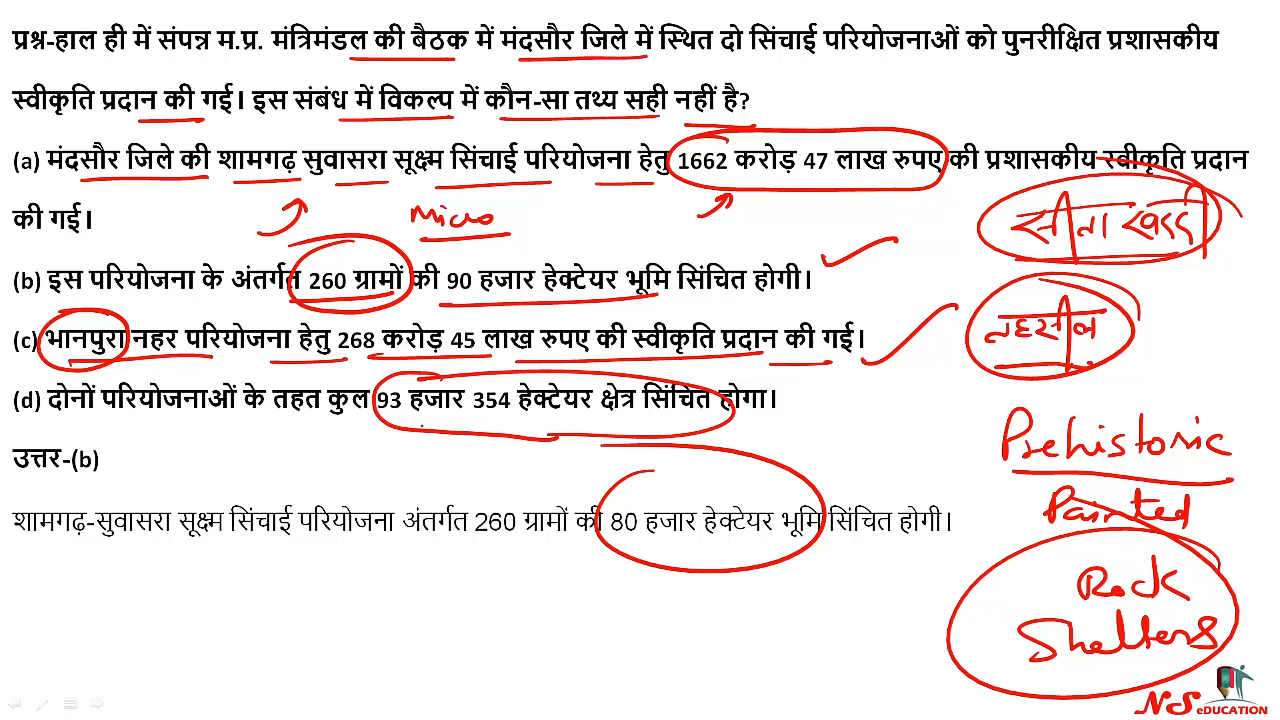 प्रश्न-हाल ही में संपन्न म.प्र. मंत्रिमंडल की बैठक में मंदसौर जिले में स्थित दो सिंचाई परियोजनाओं को पुनरीक्षित प्रशासकीय
स्वीकृति प्रदान की गई। इस संबंध में विकल्प में कौन-सा तथ्य सही नहीं है?
(a) मंदसौर जिले की शामगढ़ सुवासरा सूक्ष्म सिंचाई परियोजना हेतु 1662 करोड़ 47 लाख रुपए की प्रशासकीय स्वीकृति प्रदान
की गई।
micro
(b) इस परियोजना के अंतर्गत 260 ग्रामों की 90 हजार हेक्टेयर भूमि सिंचित होगी।
(c) भानपुरा नहर परियोजना हेतु 268 करोड़ 45 लाख रुपए की स्वीकृति प्रदान की गई।
(d) दोनों परियोजनाओं के तहत कुल 93 हजार 354 हेक्टेयर क्षेत्र सिंचित होगा।
उत्तर-(b)
शामगढ़-सुवासरा सूक्ष्म सिंचाई परियोजना अंतर्गत 260 ग्रामों की 80 हजार हेक्टेयर भूमि सिंचित होगी।
Prehistoric
Painted
Rock
Shelters
NS eDUCATION